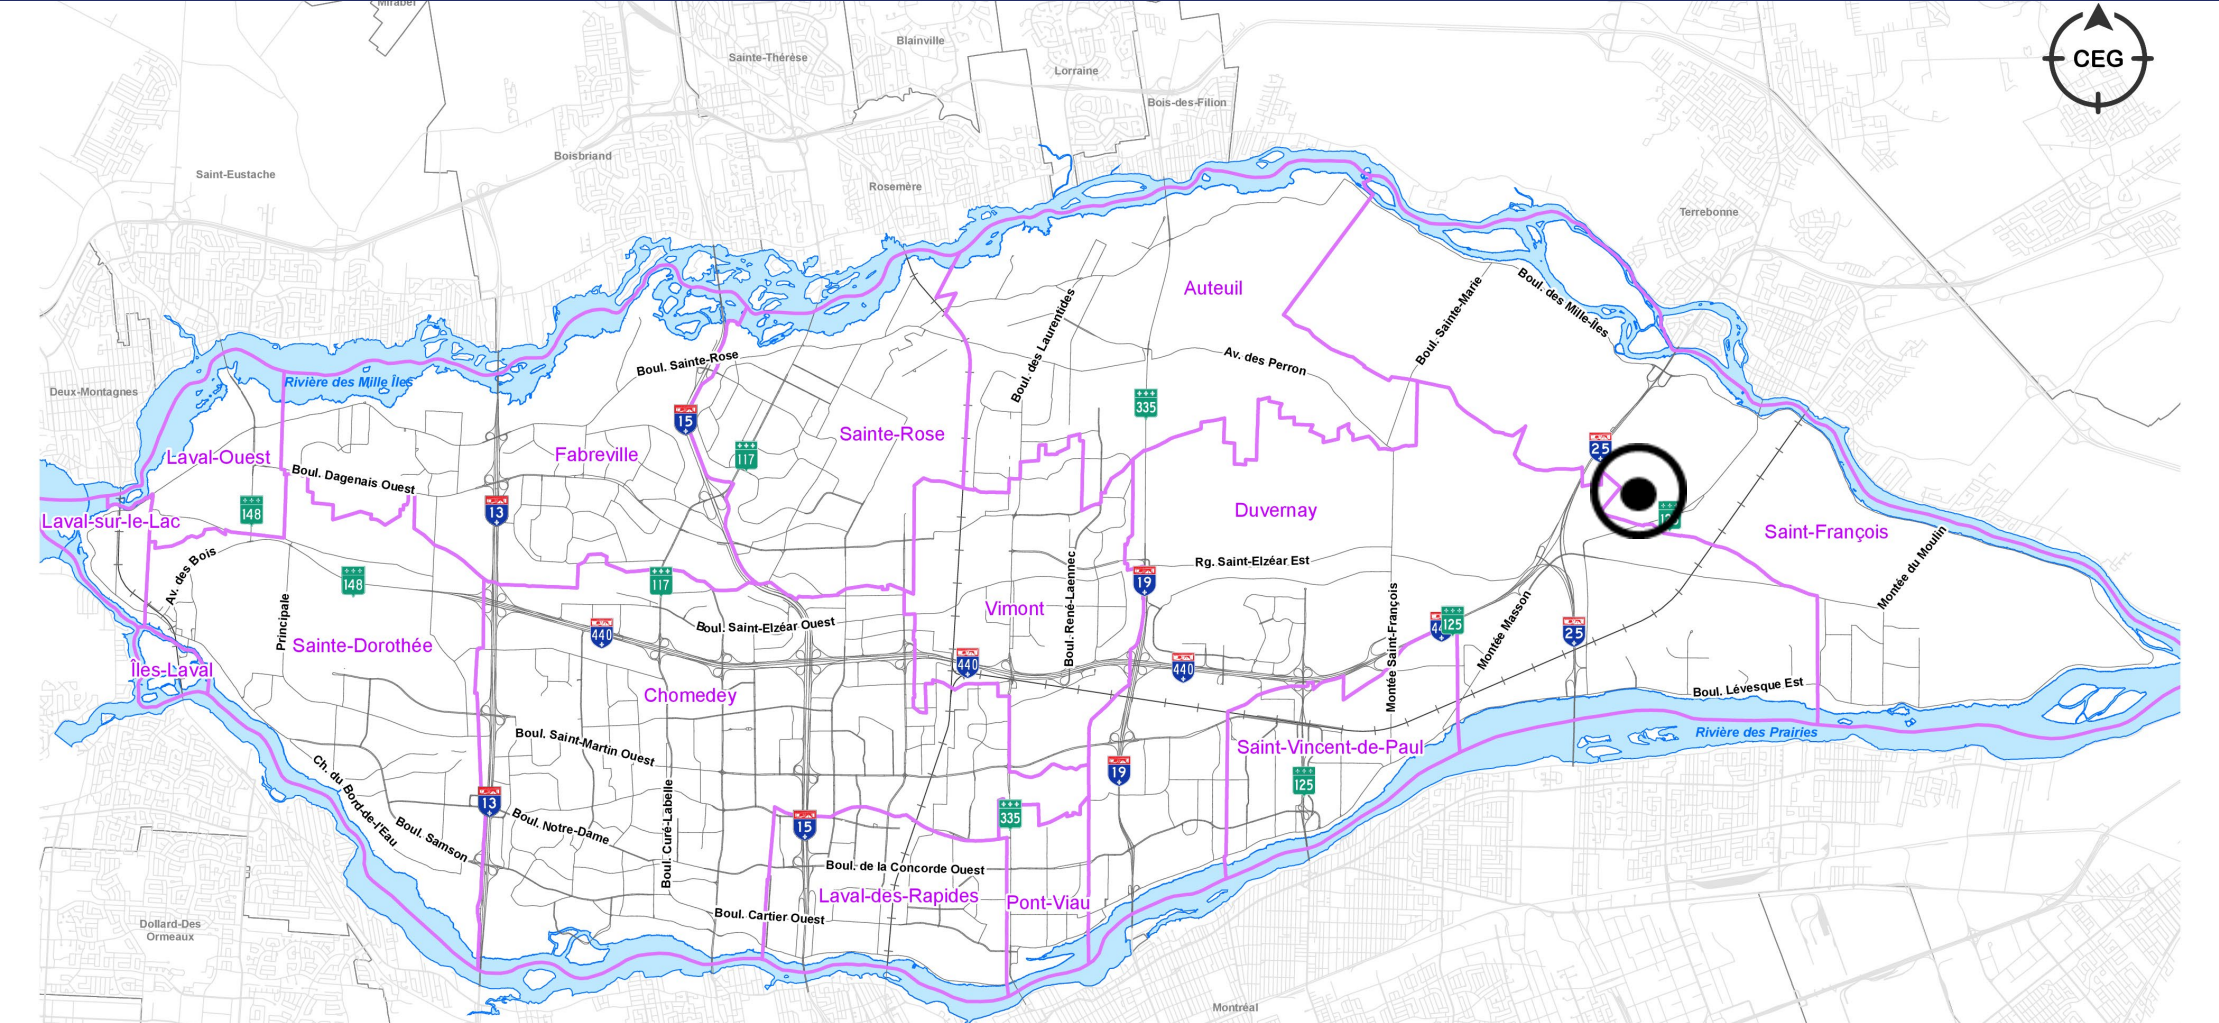 Mirabel
CEG
Sainte-Thérèse
Blainville
Lorraine
Bois-des-Filion
Boisbriand
Saint-Eustache
Rosemère
Terrebonne
Auteuil
Boul. des Mille-Îles
Boul. Sainte-Marie
Boul. des Laurentides
Av. des Perron
Boul. Sainte-Rose
Rivière des Mille Îles
Deux-Montagnes
335
15
Sainte-Rose
25
Fabreville
117
Laval-Ouest
Boul. Dagenais Ouest
148
13
Duvernay
Laval-sur-le-Lac
Saint-François
Av. des Bois
Rg. Saint-Elzéar Est
Montée du Moulin
148
117
19
Vimont
Boul. René-Laennec
Principale
Boul. Saint-Elzéar Ouest
440
125
25
Montée Masson
Montée Saint-François
Sainte-Dorothée
Îles-Laval
440
440
Chomedey
Boul. Lévesque Est
Rivière des Prairies
Boul. Saint-Martin Ouest
Saint-Vincent-de-Paul
19
125
Ch. du Bord-de-l'Eau
13
Boul. Samson
Boul. Notre-Dame
Boul. Curé-Labelle
15
335
Boul. de la Concorde Ouest
Laval-des-Rapides
Pont-Viau
Boul. Cartier Ouest
Dollard-Des
Ormeaux
Montréal